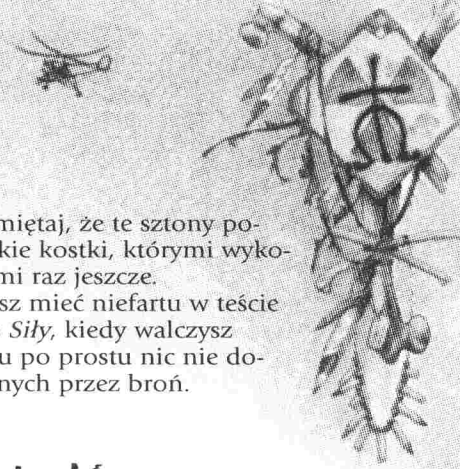 miętaj, że te sztony po-
kie kostki, którymi wyko-
mi raz jeszcze.
sz mieć niefartu w teście
Siły, kiedy walczysz
u po prostu nic nie do-
nych przez broń.